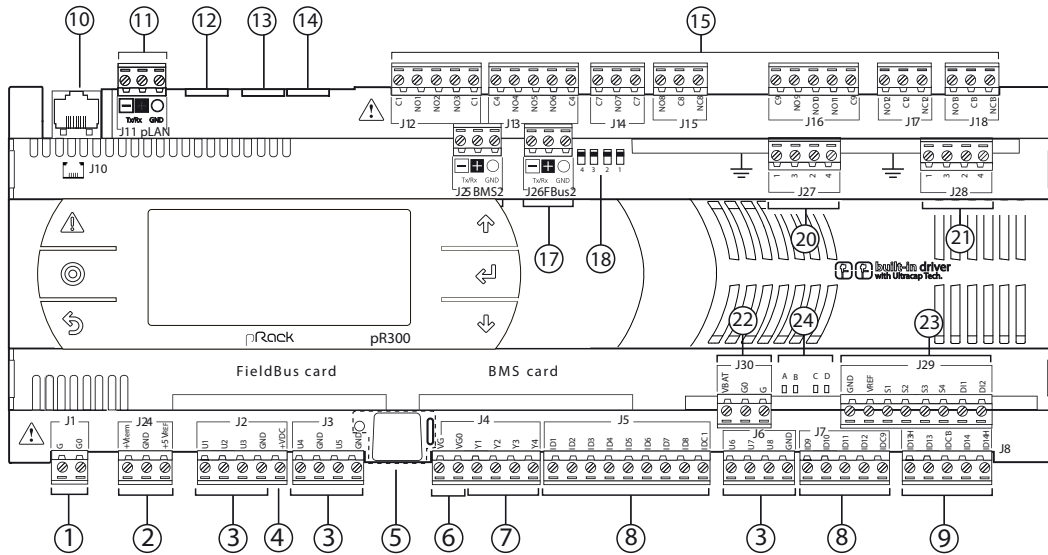 10 11 12 13 14 15
C1 NO1 NO2 NO3 C1 C4 NO4 NO5 NO6 C4 C7 NO7 C7 NO8 C8 NC8 C9 NO9 NO10 NO11 C9 NO12 C12 NC12 NO13 C13 NC13
Tx/Rx GND
J11 pLAN J12 J13 J14 J15 J16 J17 J18
J10
Tx/Rx GND Tx/Rx GND 4 3 2 1
J25 BMS2 J26FBus2
1 3 2 4 1 3 2 4
J27 J28
17 18 20 21
built-in driver
with Ultracap Tech.
pRack pR300
22 24 23
FieldBus card BMS card
J30 A B C D J29
VBAT G0 G GND VREF S1 S2 S3 S4 DI1 DI2
J1 J24 J2 J3 J4 J5 J6 J7 J8
G G0 +VTERM GND +5 VREF U1 U2 U3 GND +VDC U4 GND U5 GND VG VG0 Y1 Y2 Y3 Y4 ID1 ID2 ID3 ID4 ID5 ID6 ID7 ID8 IDC1 U6 U7 U8 GND ID9 ID10 ID11 ID12 IDC9 ID13H ID13 IDC13 ID14 ID14H
1 2 3 4 3 5 6 7 8 3 8 9